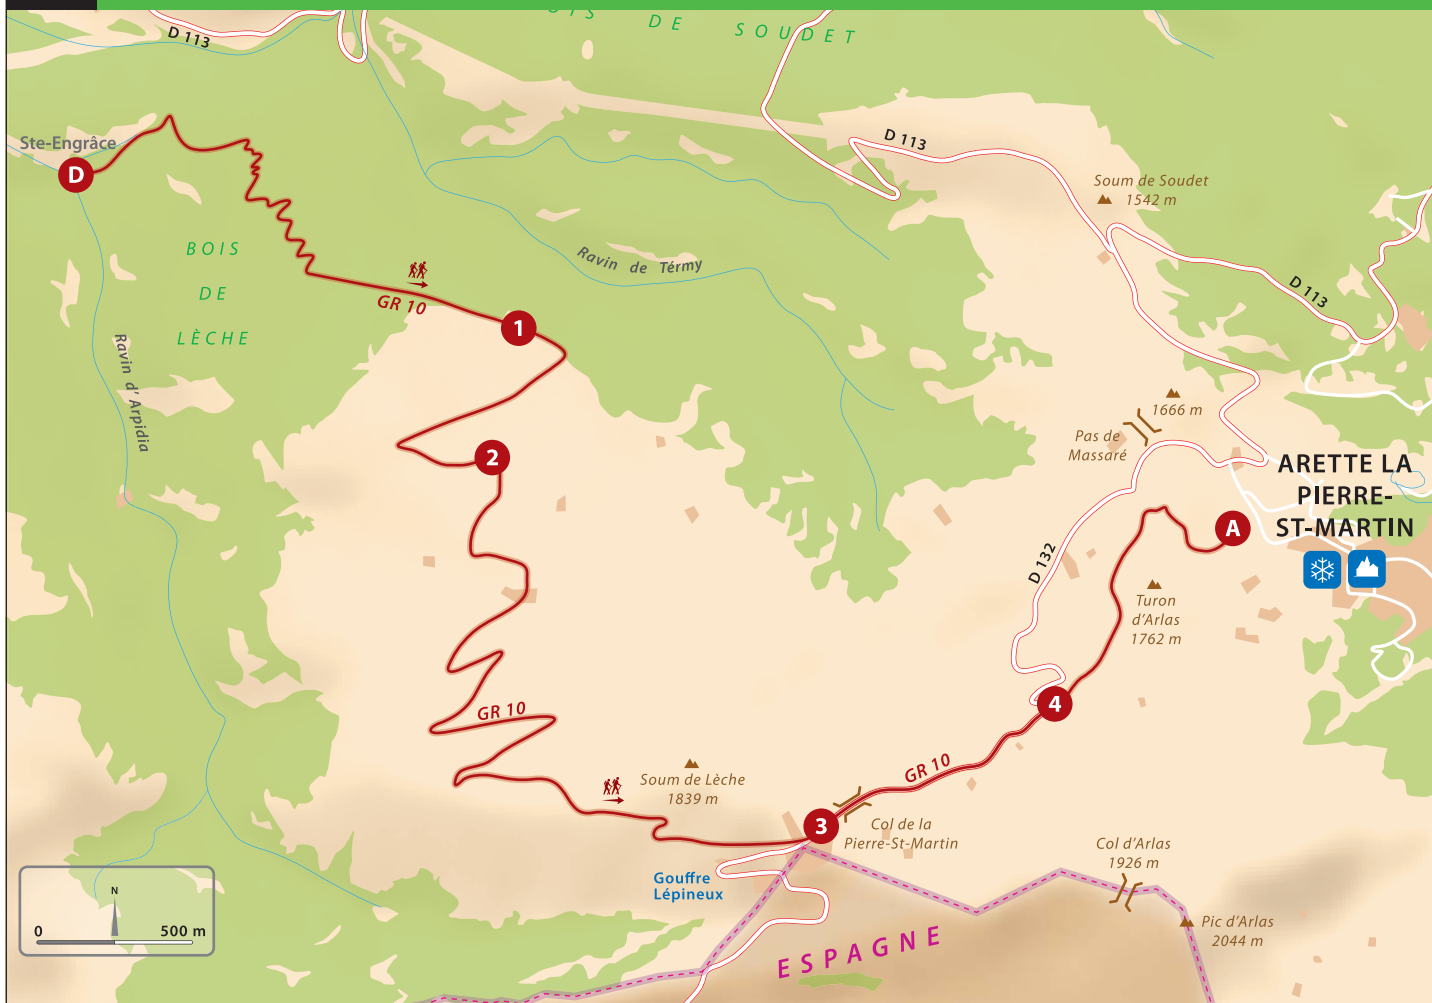 DE
SOUDET
D 113
D 113
Ste-Engrâce
D
Soum de Soudet
1542 m
BOIS
DE
LÈCHE
Ravin de Térmy
GR 10
D 113
1
Ravin d'Arpidia
1666 m
Pas de
Massaré
2
ARETTE LA
PIERRE-
ST-MARTIN
A
D 132
Turon
d'Arlas
1762 m
4
GR 10
GR 10
Soum de Lèche
1839 m
3
Col de la
Pierre-St-Martin
Col d'Arlas
1926 m
Gouffre
Lépineux
N
0
500 m
ESPAGNE
Pic d'Arlas
2044 m